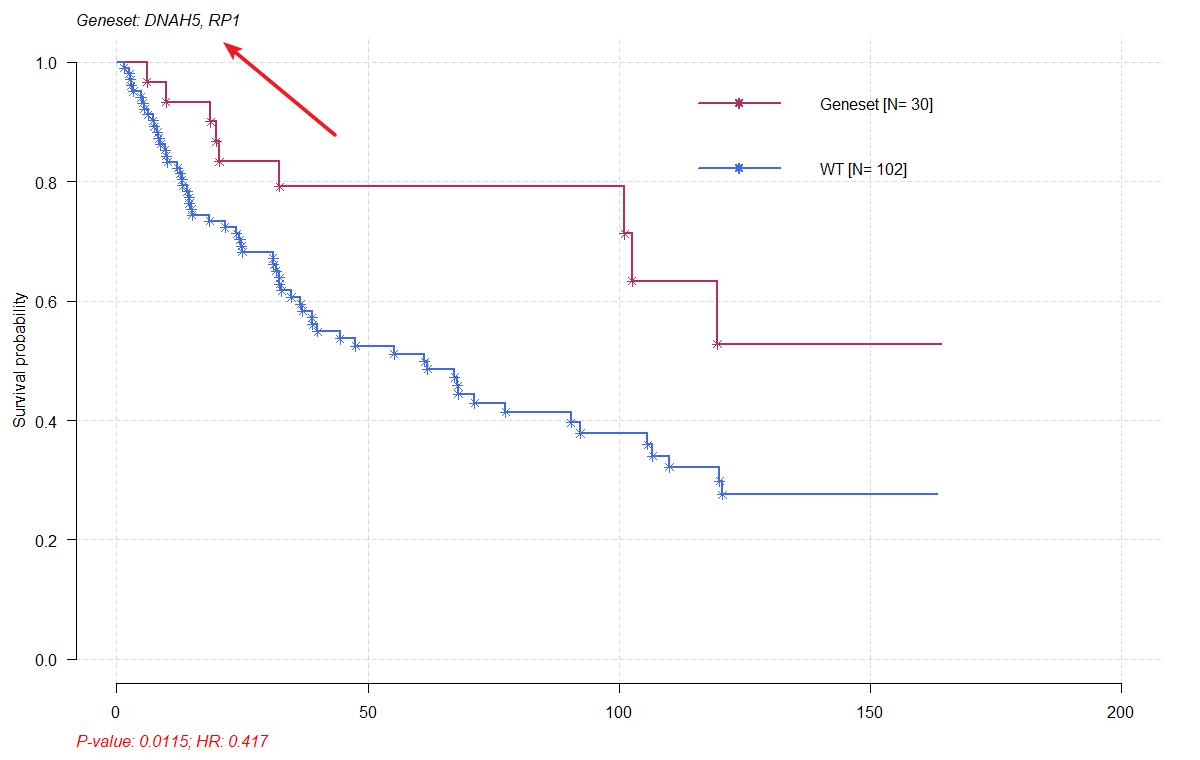 Geneset: DNAH5, RP1
Geneset [N= 30]
WT [N= 102]
Survival probability
1.0
0.8
0.6
0.4
0.2
0.0
0 50 100 150 200
P-value: 0.0115; HR: 0.417